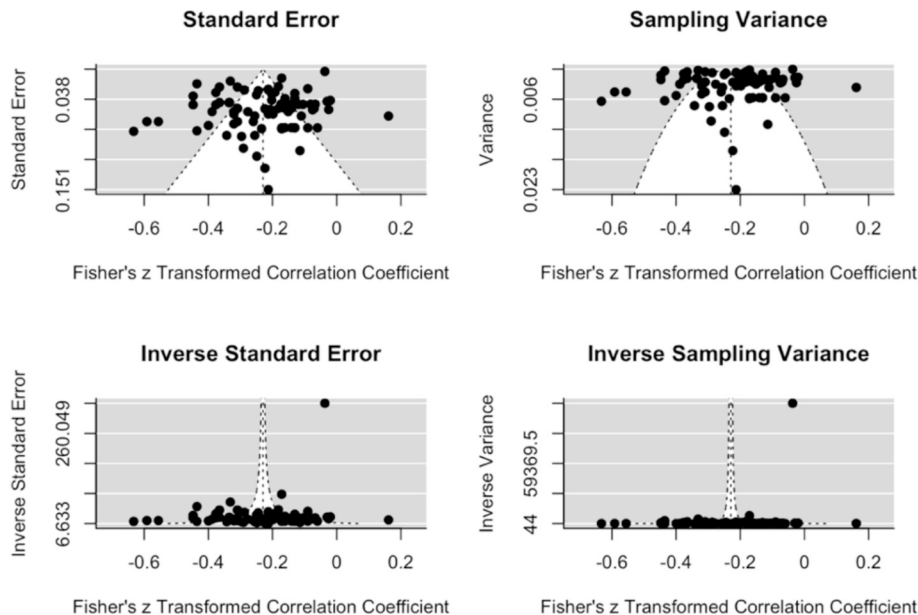 Standard Error
Standard Error
0.038
0.151
-0.6 -0.4 -0.2 0 0.2
Fisher's z Transformed Correlation Coefficient
Sampling Variance
Variance
0.006
0.023
-0.6 -0.4 -0.2 0 0.2
Fisher's z Transformed Correlation Coefficient
Inverse Standard Error
Inverse Standard Error
260.049
6.633
-0.6 -0.4 -0.2 0 0.2
Fisher's z Transformed Correlation Coefficient
Inverse Sampling Variance
Inverse Variance
59369.5
44
-0.6 -0.4 -0.2 0 0.2
Fisher's z Transformed Correlation Coefficient